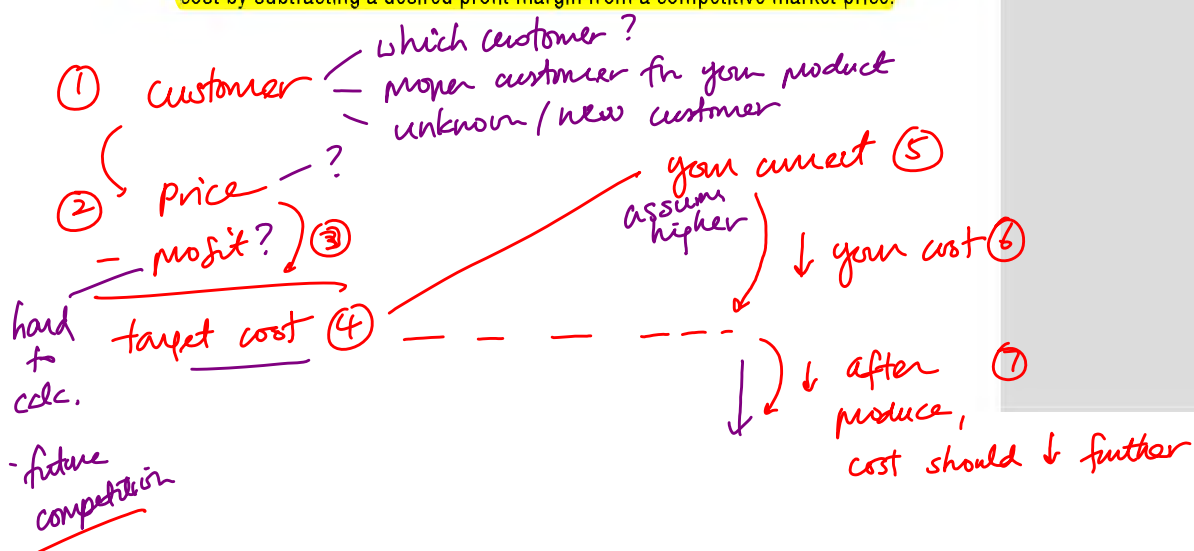 cost by subtracting a desired profit margin from a competitive market price.
① customer
which customer ?
proper customer for your product
unknown / new customer
② price ?
– profit? ③
target cost ④
hard
to
calc.
- future
competition
your current ⑤
assume
higher
↓ your cost ⑥
↓ after ⑦
produce,
cost should ↓ further